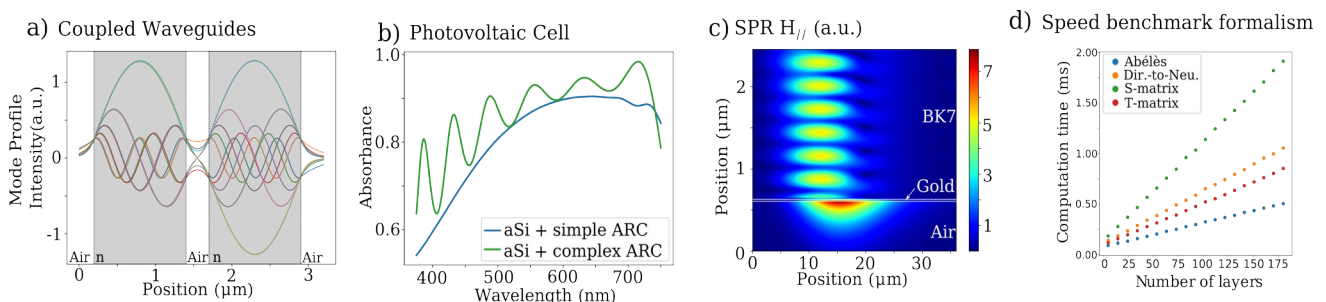 a) Coupled Waveguides
Mode Profile
Intensity(a.u.)
1
0
-1
Air n Air n Air
0 1 2 3
Position (μm)
b) Photovoltaic Cell
Absorbance
1.0
0.8
0.6
aSi + simple ARC
aSi + complex ARC
400 500 600 700
Wavelength (nm)
c) SPR H// (a.u.)
Position (μm)
2
1
0
BK7
Gold
Air
0 10 20 30
Position (μm)
7
5
3
1
d) Speed benchmark formalism
Computation time (ms)
2.00
1.50
1.00
0.50
0
Abélès
Dir.-to-Neu.
S-matrix
T-matrix
0 25 50 75 100 125 150 175
Number of layers